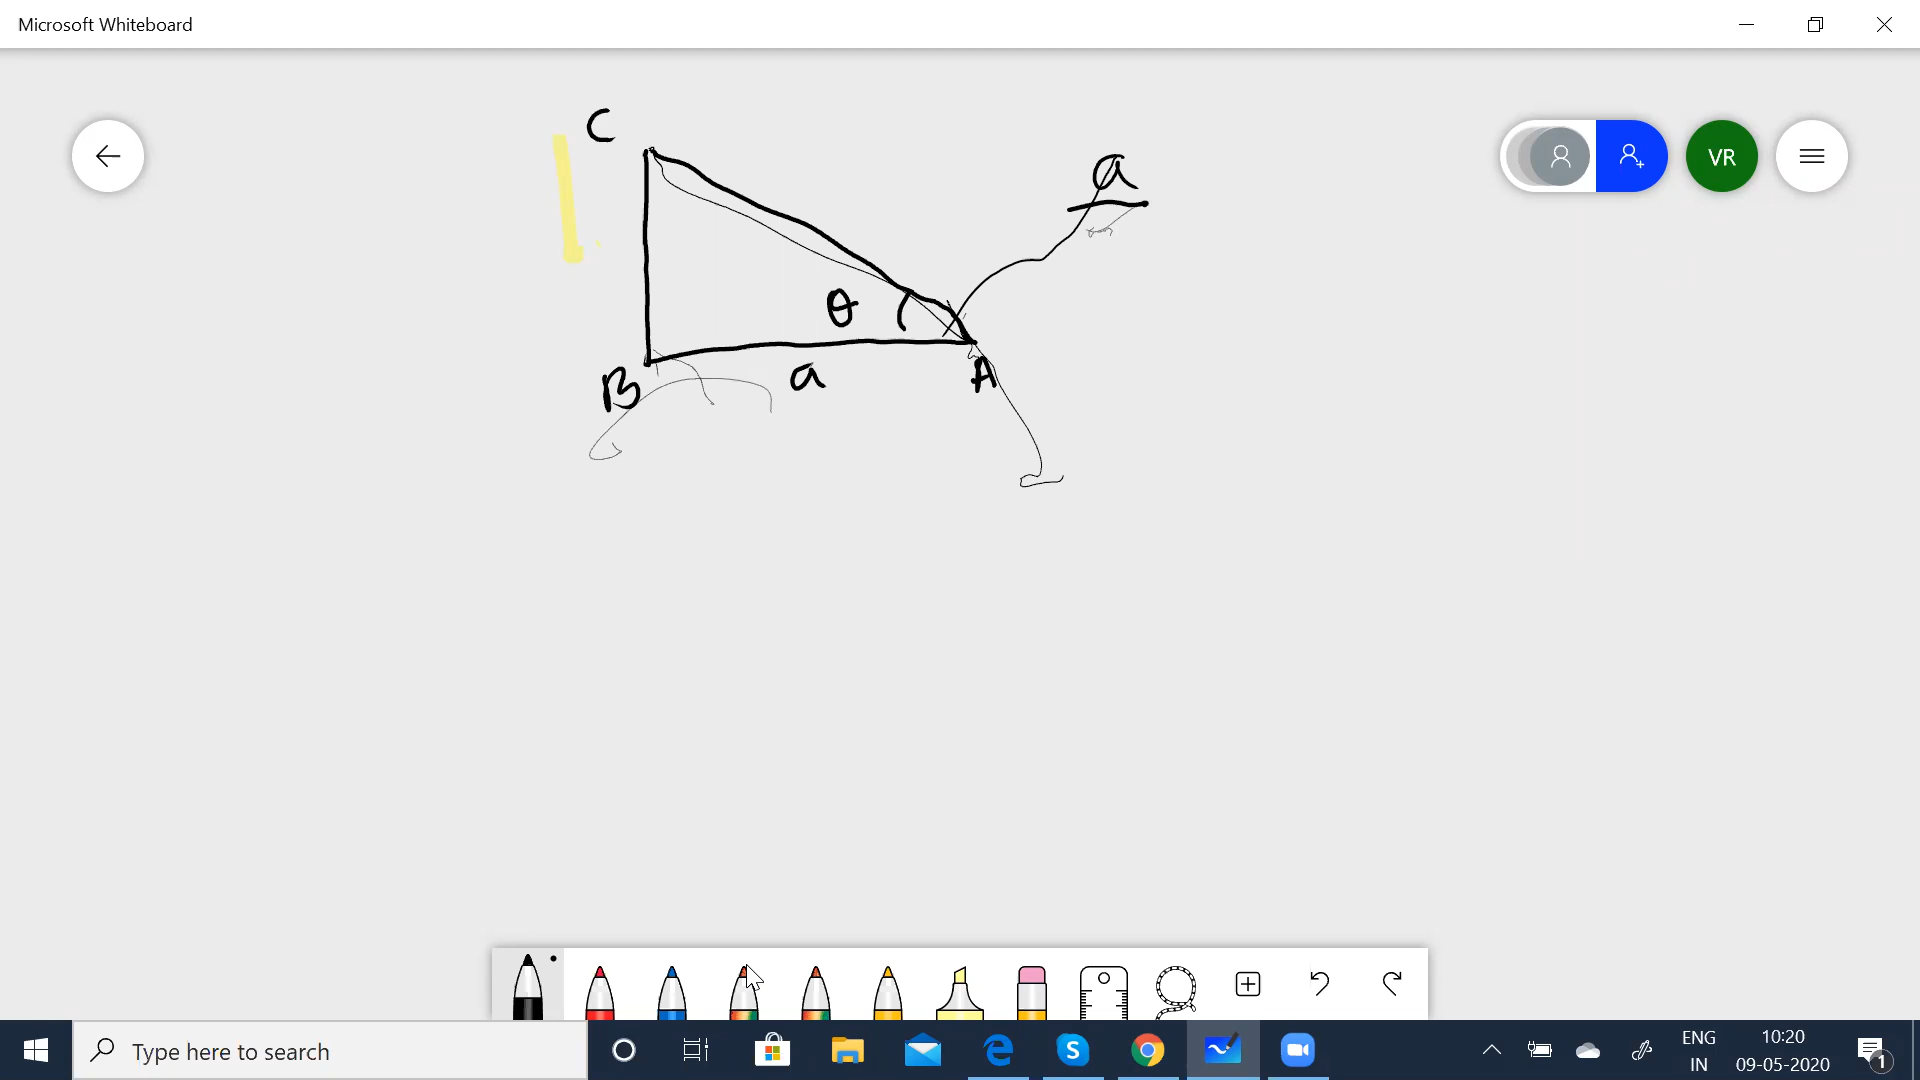 Microsoft Whiteboard
C
a
VR
θ
B
a
A
Type here to search
ENG
IN
10:20
09-05-2020
1